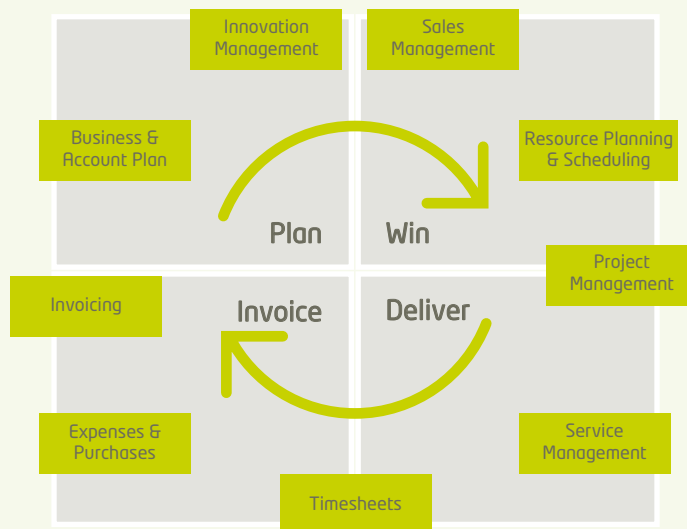 Innovation
Management
Sales
Management
Business &
Account Plan
Resource Planning
& Scheduling
Plan
Win
Project
Management
Invoicing
Invoice
Deliver
Expenses &
Purchases
Service
Management
Timesheets